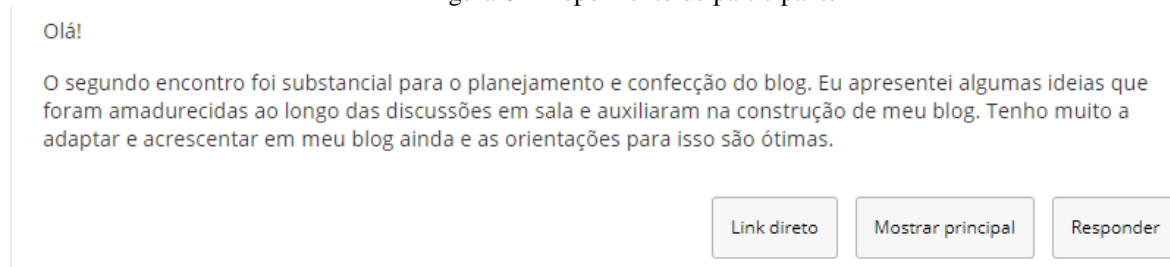 Olá!
O segundo encontro foi substancial para o planejamento e confecção do blog. Eu apresentei algumas ideias que
foram amadurecidas ao longo das discussões em sala e auxiliaram na construção de meu blog. Tenho muito a
adaptar e acrescentar em meu blog ainda e as orientações para isso são ótimas.
Link direto Mostrar principal Responder